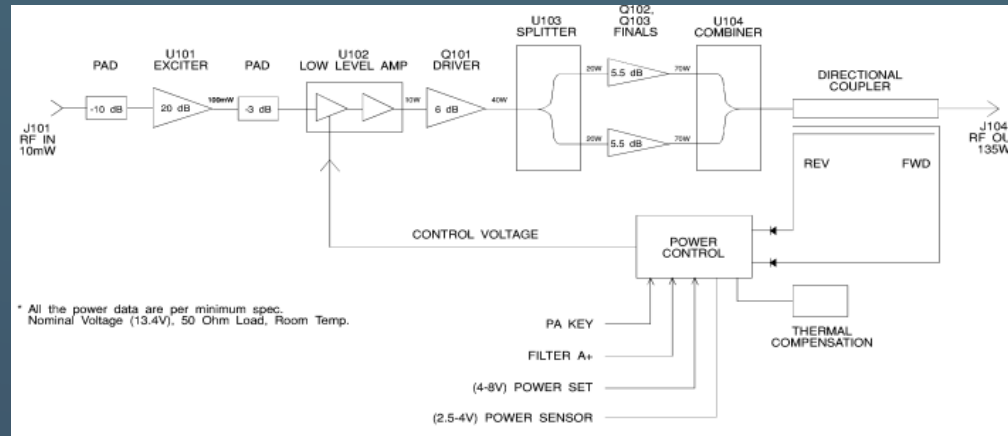 Q102,
U101
U102
Q101
U103
Q103
U104
PAD
EXCITER
PAD
LOW LEVEL AMP
DRIVER
SPLITTER
FINALS
COMBINER
DIRECTIONAL
COUPLER
-10 dB
20 dB
100mW
-3 dB
10W
6 dB
40W
20W
5.5 dB
70W
20W
5.5 dB
70W
J101
RF IN
10mW
J104
RF OU
135W
REV
FWD
CONTROL VOLTAGE
POWER
CONTROL
* All the power data are per minimum spec.
Nominal Voltage (13.4V), 50 Ohm Load, Room Temp.
PA KEY
FILTER A+
(4-8V) POWER SET
(2.5-4V) POWER SENSOR
THERMAL
COMPENSATION